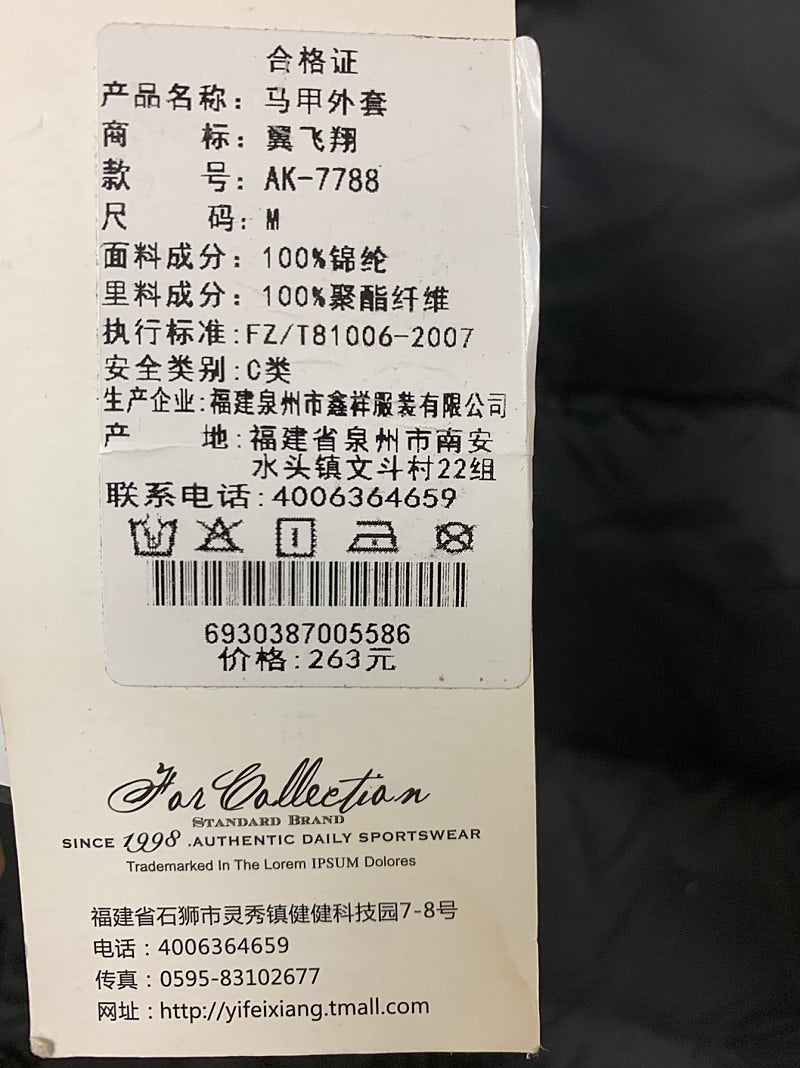 合格证
产品名称：马甲外套
商 标：翼飞翔
款 号：AK-7788
尺 码：M
面料成分：100%锦纶
里料成分：100%聚酯纤维
执行标准:FZ/T81006-2007
安全类别:C类
生产企业:福建泉州市鑫祥服装有限公司
产 地:福建省泉州市南安
水头镇文斗村22组
联系电话:4006364659
6930387005586
价格:263元
For Collection
STANDARD BRAND
SINCE 1998 .AUTHENTIC DAILY SPORTSWEAR
Trademarked In The Lorem IPSUM Dolores
福建省石狮市灵秀镇健健科技园7-8号
电话：4006364659
传真：0595-83102677
网址：http://yifeixiang.tmall.com